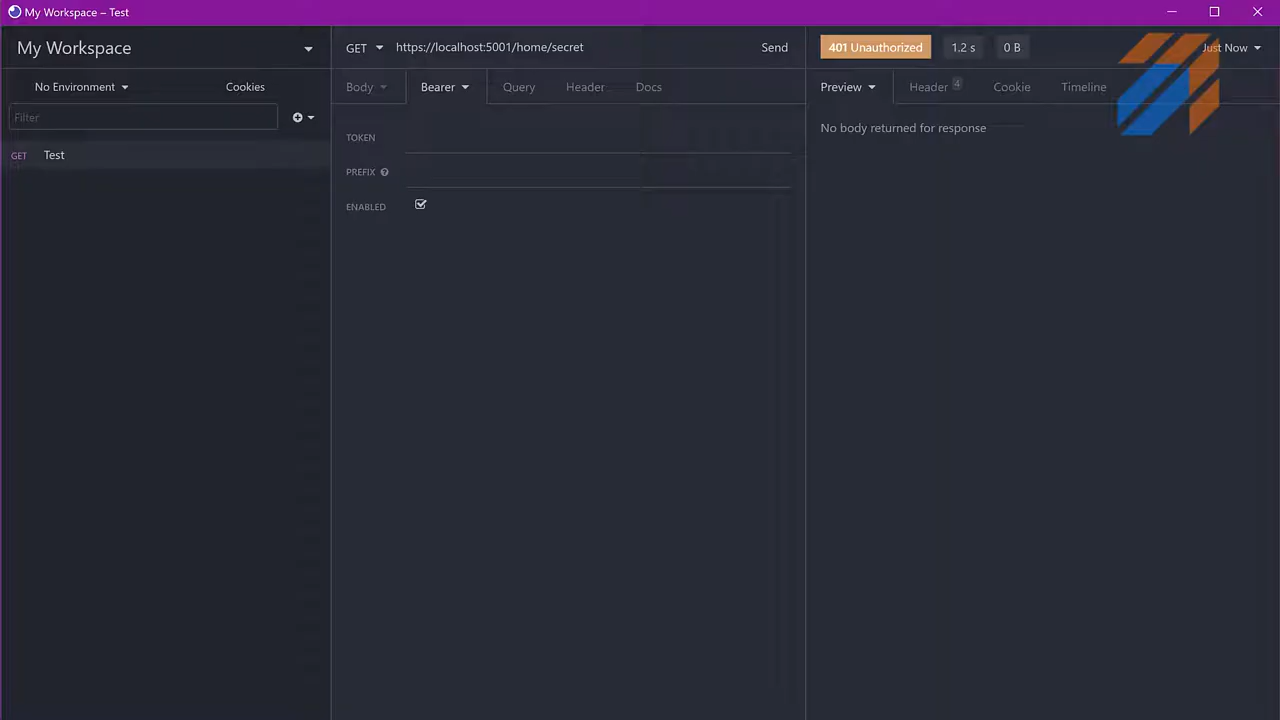 My Workspace – Test
My Workspace
No Environment
Cookies
Filter
GET Test
GET https://localhost:5001/home/secret Send
Body Bearer Query Header Docs
TOKEN
PREFIX
ENABLED
401 Unauthorized 1.2 s 0 B Just Now
Preview Header 4 Cookie Timeline
No body returned for response